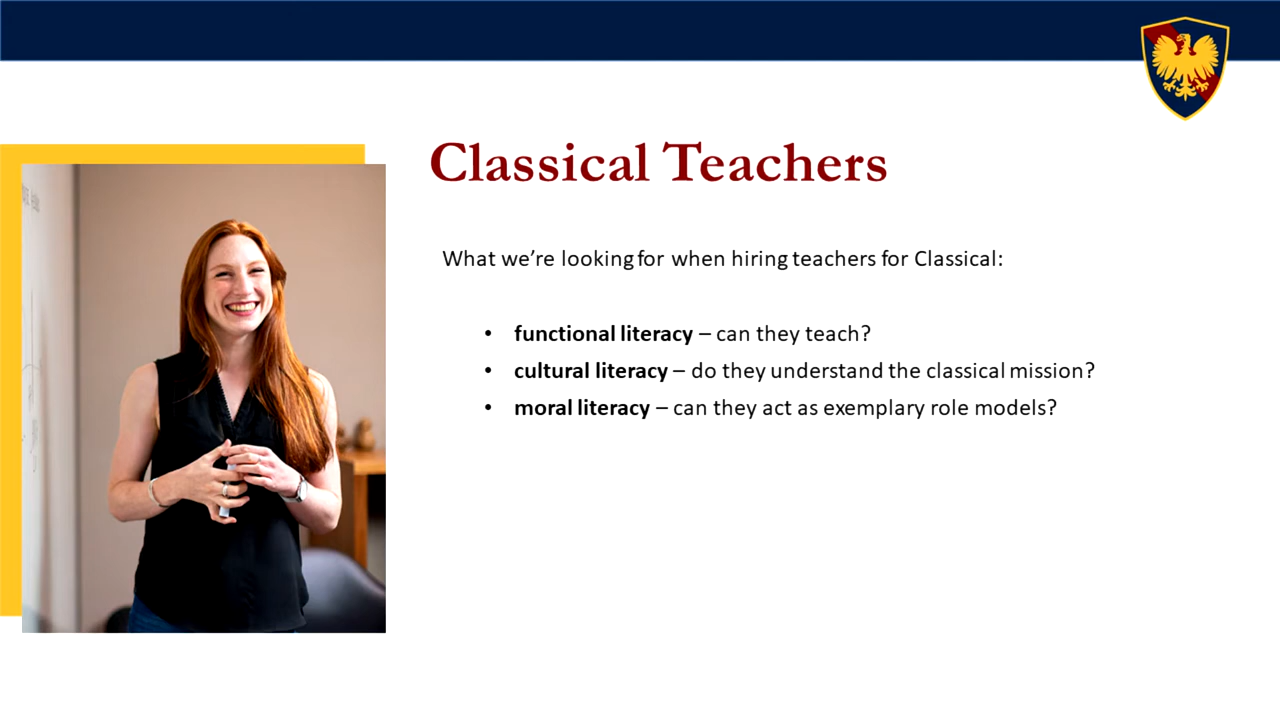 Classical Teachers
What we’re looking for when hiring teachers for Classical:
• functional literacy – can they teach?
• cultural literacy – do they understand the classical mission?
• moral literacy – can they act as exemplary role models?